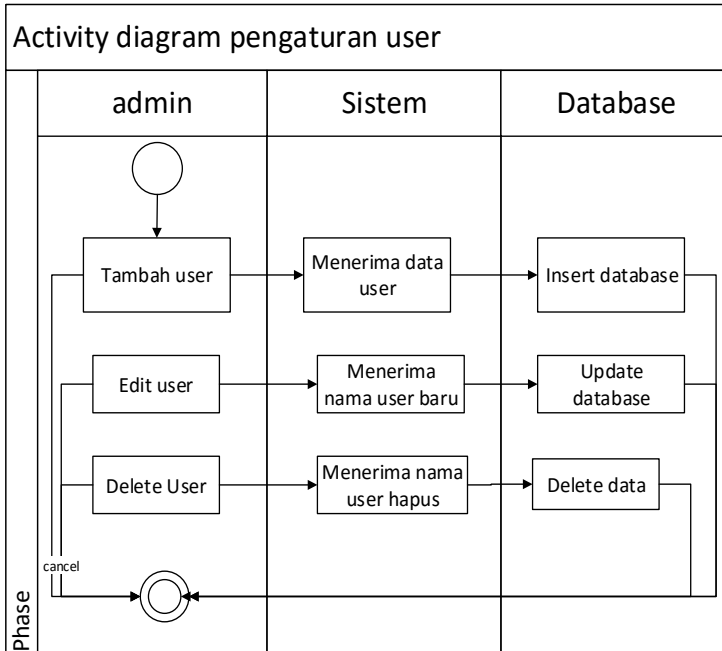 Activity diagram pengaturan user
admin
Sistem
Database
Tambah user
Menerima data
user
Insert database
Edit user
Menerima
nama user baru
Update
database
Delete User
Menerima nama
user hapus
Delete data
cancel
Phase